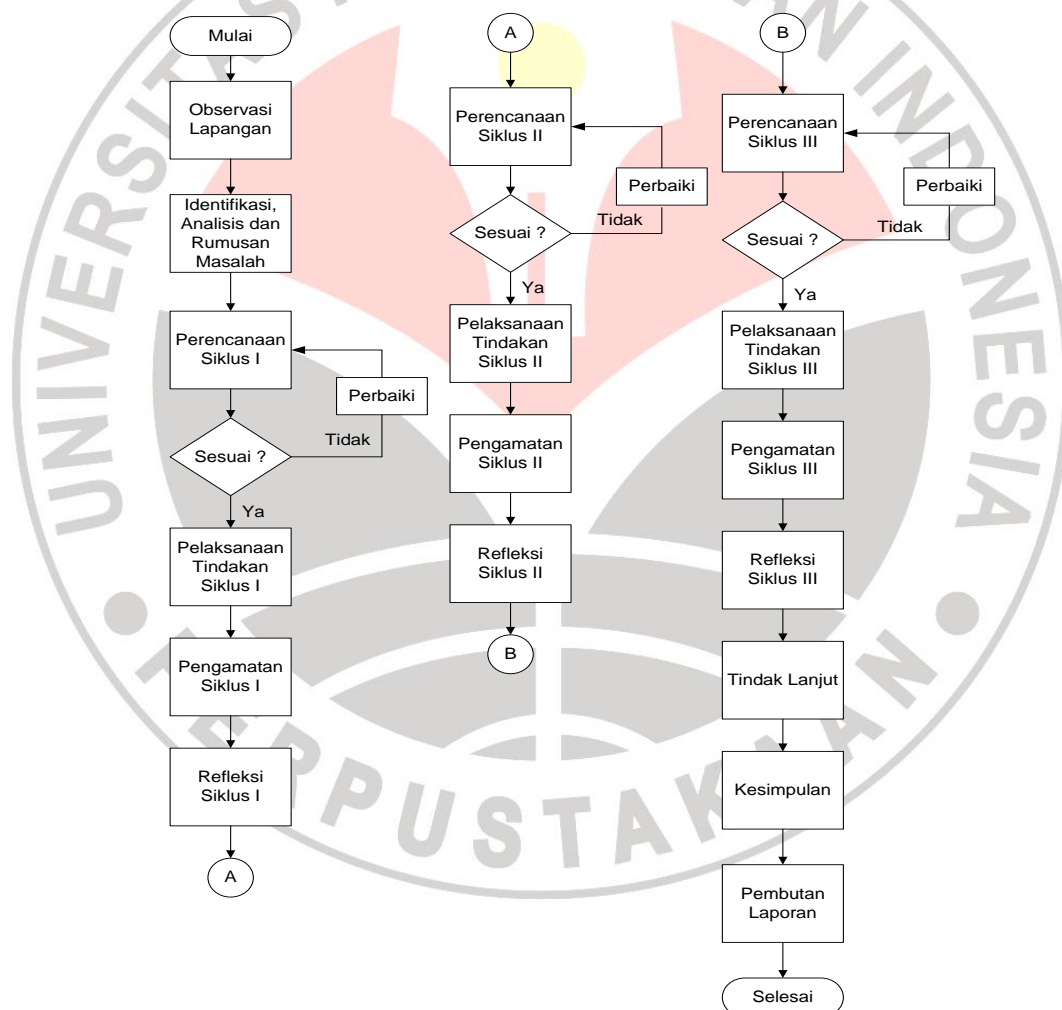 Mulai
Observasi
Lapangan
Identifikasi,
Analisis dan
Rumusan
Masalah
Perencanaan
Siklus I
Perbaiki
Tidak
Sesuai ?
Ya
Pelaksanaan
Tindakan
Siklus I
Pengamatan
Siklus I
Refleksi
Siklus I
A
A
Perencanaan
Siklus II
Perbaiki
Tidak
Sesuai ?
Ya
Pelaksanaan
Tindakan
Siklus II
Pengamatan
Siklus II
Refleksi
Siklus II
B
B
Perencanaan
Siklus III
Perbaiki
Tidak
Sesuai ?
Ya
Pelaksanaan
Tindakan
Siklus III
Pengamatan
Siklus III
Refleksi
Siklus III
Tindak Lanjut
Kesimpulan
Pembutan
Laporan
Selesai
UNIVERSITAS
INDONESIA
TERPUSTAKAAN